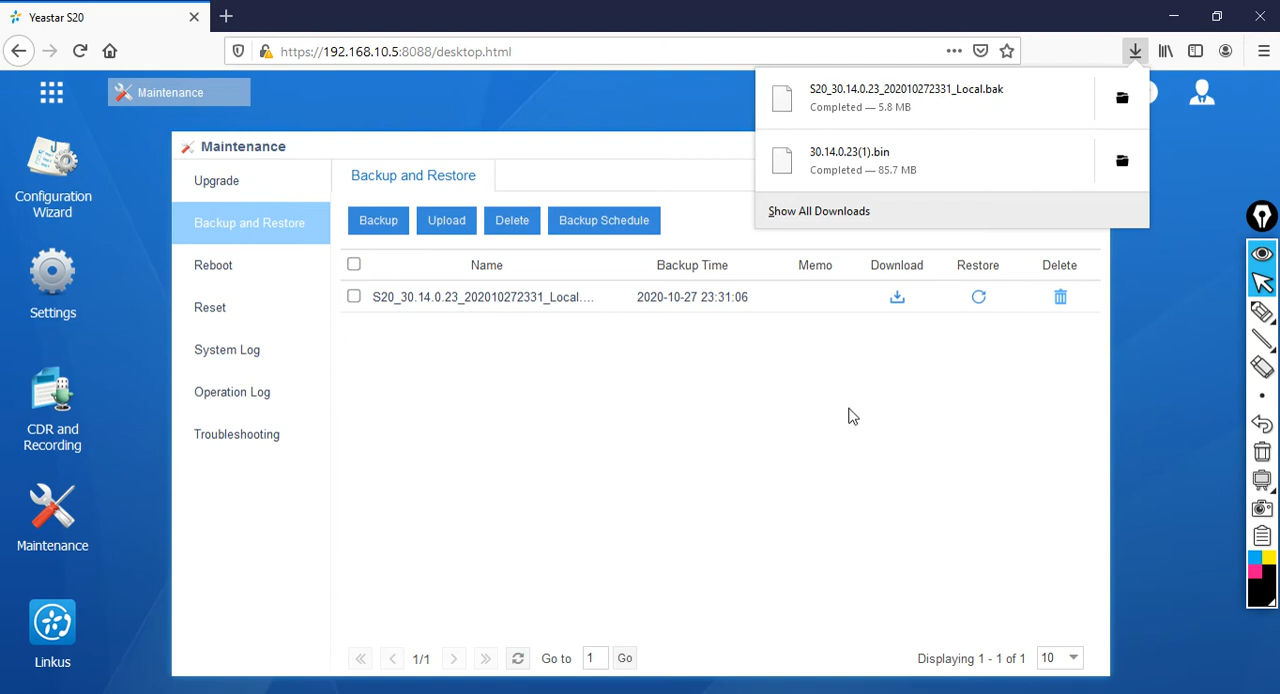 Yeastar S20
https://192.168.10.5:8088/desktop.html
Maintenance
S20_30.14.0.23_202010272331_Local.bak
Completed — 5.8 MB
30.14.0.23(1).bin
Completed — 85.7 MB
Show All Downloads
Configuration
Wizard
Settings
CDR and
Recording
Maintenance
Linkus
Maintenance
Upgrade
Backup and Restore
Reboot
Reset
System Log
Operation Log
Troubleshooting
Backup and Restore
Backup Upload Delete Backup Schedule
Name Backup Time Memo Download Restore Delete
S20_30.14.0.23_202010272331_Local.... 2020-10-27 23:31:06
1/1 Go to 1 Go Displaying 1 - 1 of 1 10